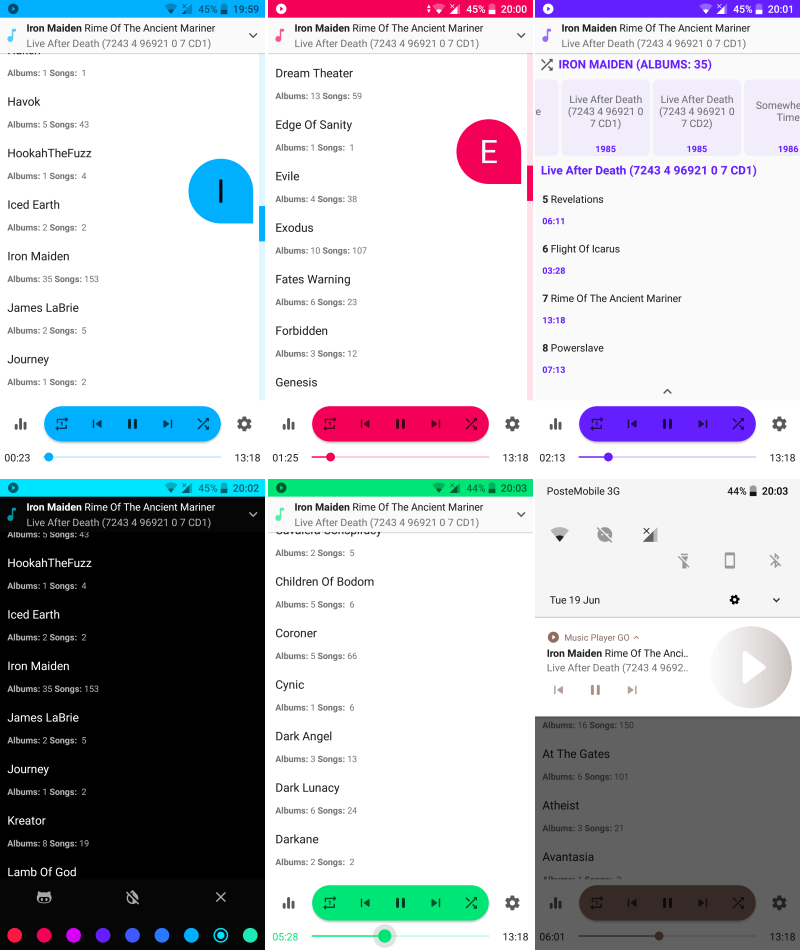 19:59
45%
Iron Maiden Rime Of The Ancient Mariner
Live After Death (7243 4 96921 0 7 CD1)
Albums: 1 Songs: 1
Havok
Albums: 5 Songs: 43
HookahTheFuzz
Albums: 1 Songs: 4
I
Iced Earth
Albums: 2 Songs: 2
Iron Maiden
Albums: 35 Songs: 153
James LaBrie
Albums: 2 Songs: 5
Journey
Albums: 1 Songs: 2
00:23
13:18
45%
20:00
Iron Maiden Rime Of The Ancient Mariner
Live After Death (7243 4 96921 0 7 CD1)
Dream Theater
Albums: 13 Songs: 59
Edge Of Sanity
Albums: 1 Songs: 1
E
Evile
Albums: 4 Songs: 38
Exodus
Albums: 10 Songs: 107
Fates Warning
Albums: 6 Songs: 23
Forbidden
Albums: 3 Songs: 12
Genesis
01:25
13:18
45%
20:01
Iron Maiden Rime Of The Ancient Mariner
Live After Death (7243 4 96921 0 7 CD1)
IRON MAIDEN (ALBUMS: 35)
e
Live After Death
(7243 4 96921 0
7 CD1)
1985
Live After Death
(7243 4 96921 0
7 CD2)
1985
Somewhe
Time
1986
Live After Death (7243 4 96921 0 7 CD1)
5 Revelations
06:11
6 Flight Of Icarus
03:28
7 Rime Of The Ancient Mariner
13:18
8 Powerslave
07:13
02:13
13:18
45%
20:02
Iron Maiden Rime Of The Ancient Mariner
Live After Death (7243 4 96921 0 7 CD1)
Albums: 5 Songs: 43
HookahTheFuzz
Albums: 1 Songs: 4
Iced Earth
Albums: 2 Songs: 2
Iron Maiden
Albums: 35 Songs: 153
James LaBrie
Albums: 2 Songs: 5
Journey
Albums: 1 Songs: 2
Kreator
Albums: 8 Songs: 19
Lamb Of God
44%
20:03
Iron Maiden Rime Of The Ancient Mariner
Live After Death (7243 4 96921 0 7 CD1)
Cavalera Conspiracy
Albums: 2 Songs: 5
Children Of Bodom
Albums: 5 Songs: 6
Coroner
Albums: 5 Songs: 66
Cynic
Albums: 1 Songs: 6
Dark Angel
Albums: 3 Songs: 13
Dark Lunacy
Albums: 6 Songs: 24
Darkane
Albums: 2 Songs: 2
05:28
13:18
PosteMobile 3G
44%
20:03
Tue 19 Jun
Music Player GO
Iron Maiden Rime Of The Anci..
Live After Death (7243 4 9692..
Albums: 16 Songs: 150
At The Gates
Albums: 6 Songs: 101
Atheist
Albums: 3 Songs: 21
Avantasia
06:01
13:18